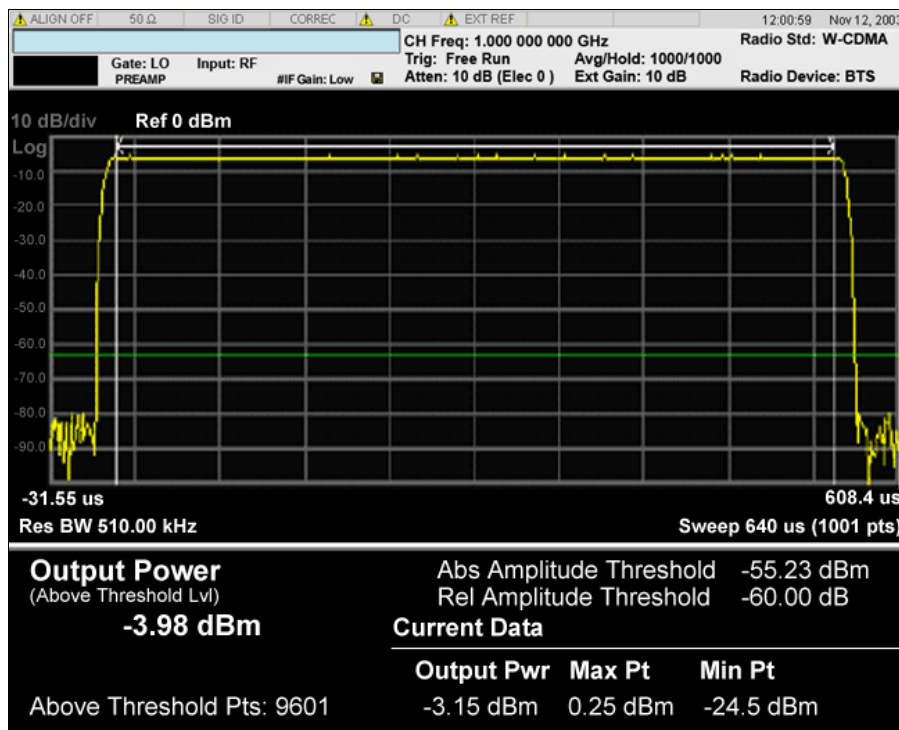 ALIGN OFF 50 Ω SIG ID CORREC DC EXT REF 12:00:59 Nov 12, 2003
CH Freq: 1.000 000 000 GHz Radio Std: W-CDMA
Gate: LO Input: RF Trig: Free Run Avg/Hold: 1000/1000
PREAMP #IF Gain: Low Atten: 10 dB (Elec 0 ) Ext Gain: 10 dB Radio Device: BTS
10 dB/div Ref 0 dBm
Log
-10.0
-20.0
-30.0
-40.0
-50.0
-60.0
-70.0
-80.0
-90.0
-31.55 us 608.4 us
Res BW 510.00 kHz Sweep 640 us (1001 pts)
Output Power Abs Amplitude Threshold -55.23 dBm
(Above Threshold Lvl) Rel Amplitude Threshold -60.00 dB
-3.98 dBm Current Data
Output Pwr Max Pt Min Pt
Above Threshold Pts: 9601 -3.15 dBm 0.25 dBm -24.5 dBm